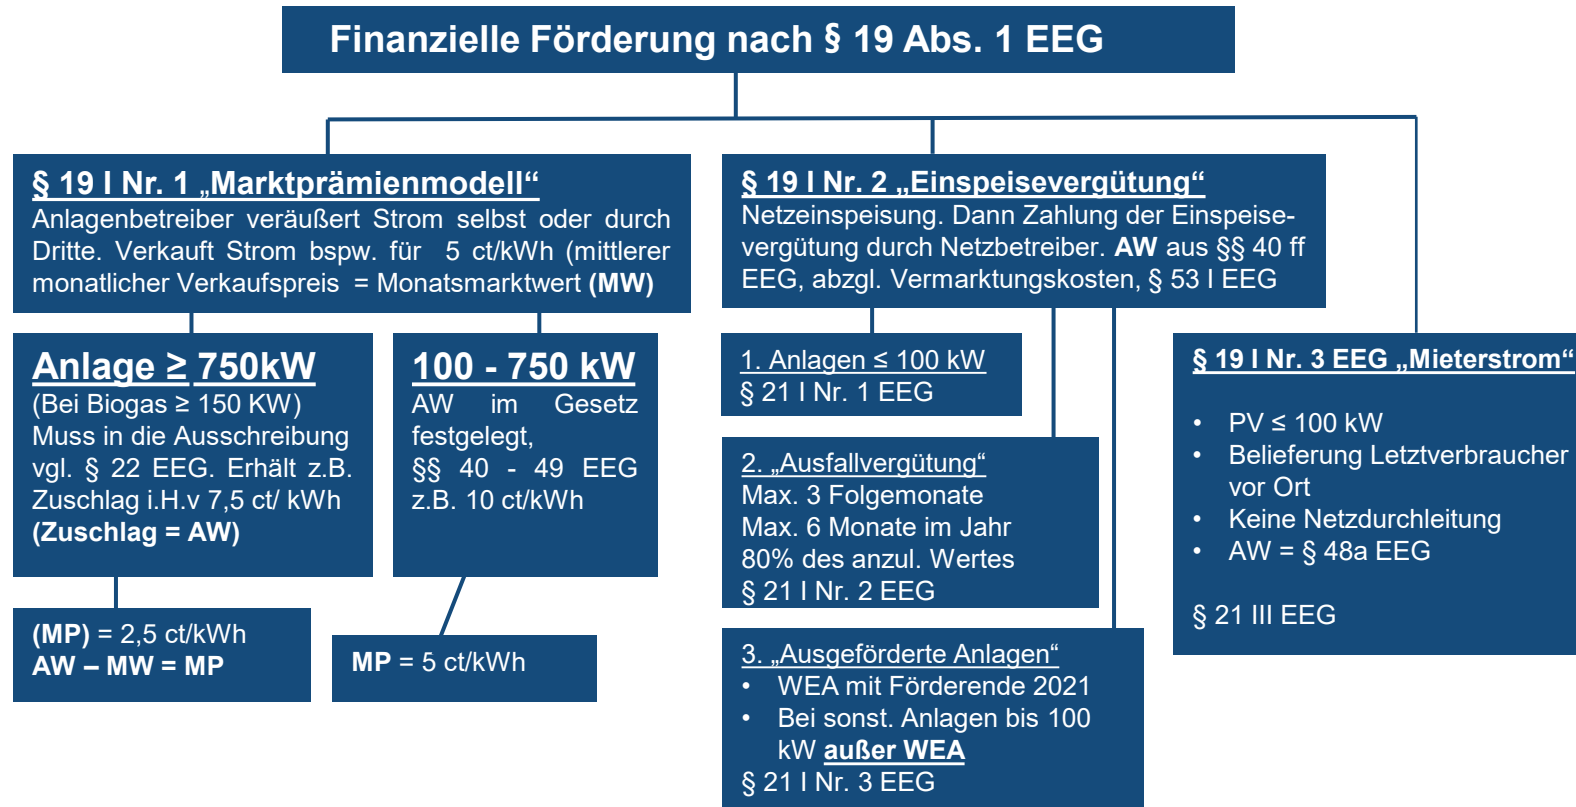 Finanzielle Förderung nach § 19 Abs. 1 EEG
§ 19 I Nr. 1 „Marktprämienmodell“
Anlagenbetreiber veräußert Strom selbst oder durch
Dritte. Verkauft Strom bspw. für 5 ct/kWh (mittlerer
monatlicher Verkaufspreis = Monatsmarktwert (MW)
Anlage ≥ 750kW
(Bei Biogas ≥ 150 KW)
Muss in die Ausschreibung
vgl. § 22 EEG. Erhält z.B.
Zuschlag i.H.v 7,5 ct/ kWh
(Zuschlag = AW)
(MP) = 2,5 ct/kWh
AW – MW = MP
100 - 750 kW
AW im Gesetz
festgelegt,
§§ 40 - 49 EEG
z.B. 10 ct/kWh
MP = 5 ct/kWh
§ 19 I Nr. 2 „Einspeisevergütung“
Netzeinspeisung. Dann Zahlung der Einspeise-
vergütung durch Netzbetreiber. AW aus §§ 40 ff
EEG, abzgl. Vermarktungskosten, § 53 I EEG
1. Anlagen ≤ 100 kW
§ 21 I Nr. 1 EEG
2. „Ausfallvergütung“
Max. 3 Folgemonate
Max. 6 Monate im Jahr
80% des anzul. Wertes
§ 21 I Nr. 2 EEG
3. „Ausgeförderte Anlagen“
• WEA mit Förderende 2021
• Bei sonst. Anlagen bis 100
kW außer WEA
§ 21 I Nr. 3 EEG
§ 19 I Nr. 3 EEG „Mieterstrom“
• PV ≤ 100 kW
• Belieferung Letztverbraucher
vor Ort
• Keine Netzdurchleitung
• AW = § 48a EEG
§ 21 III EEG